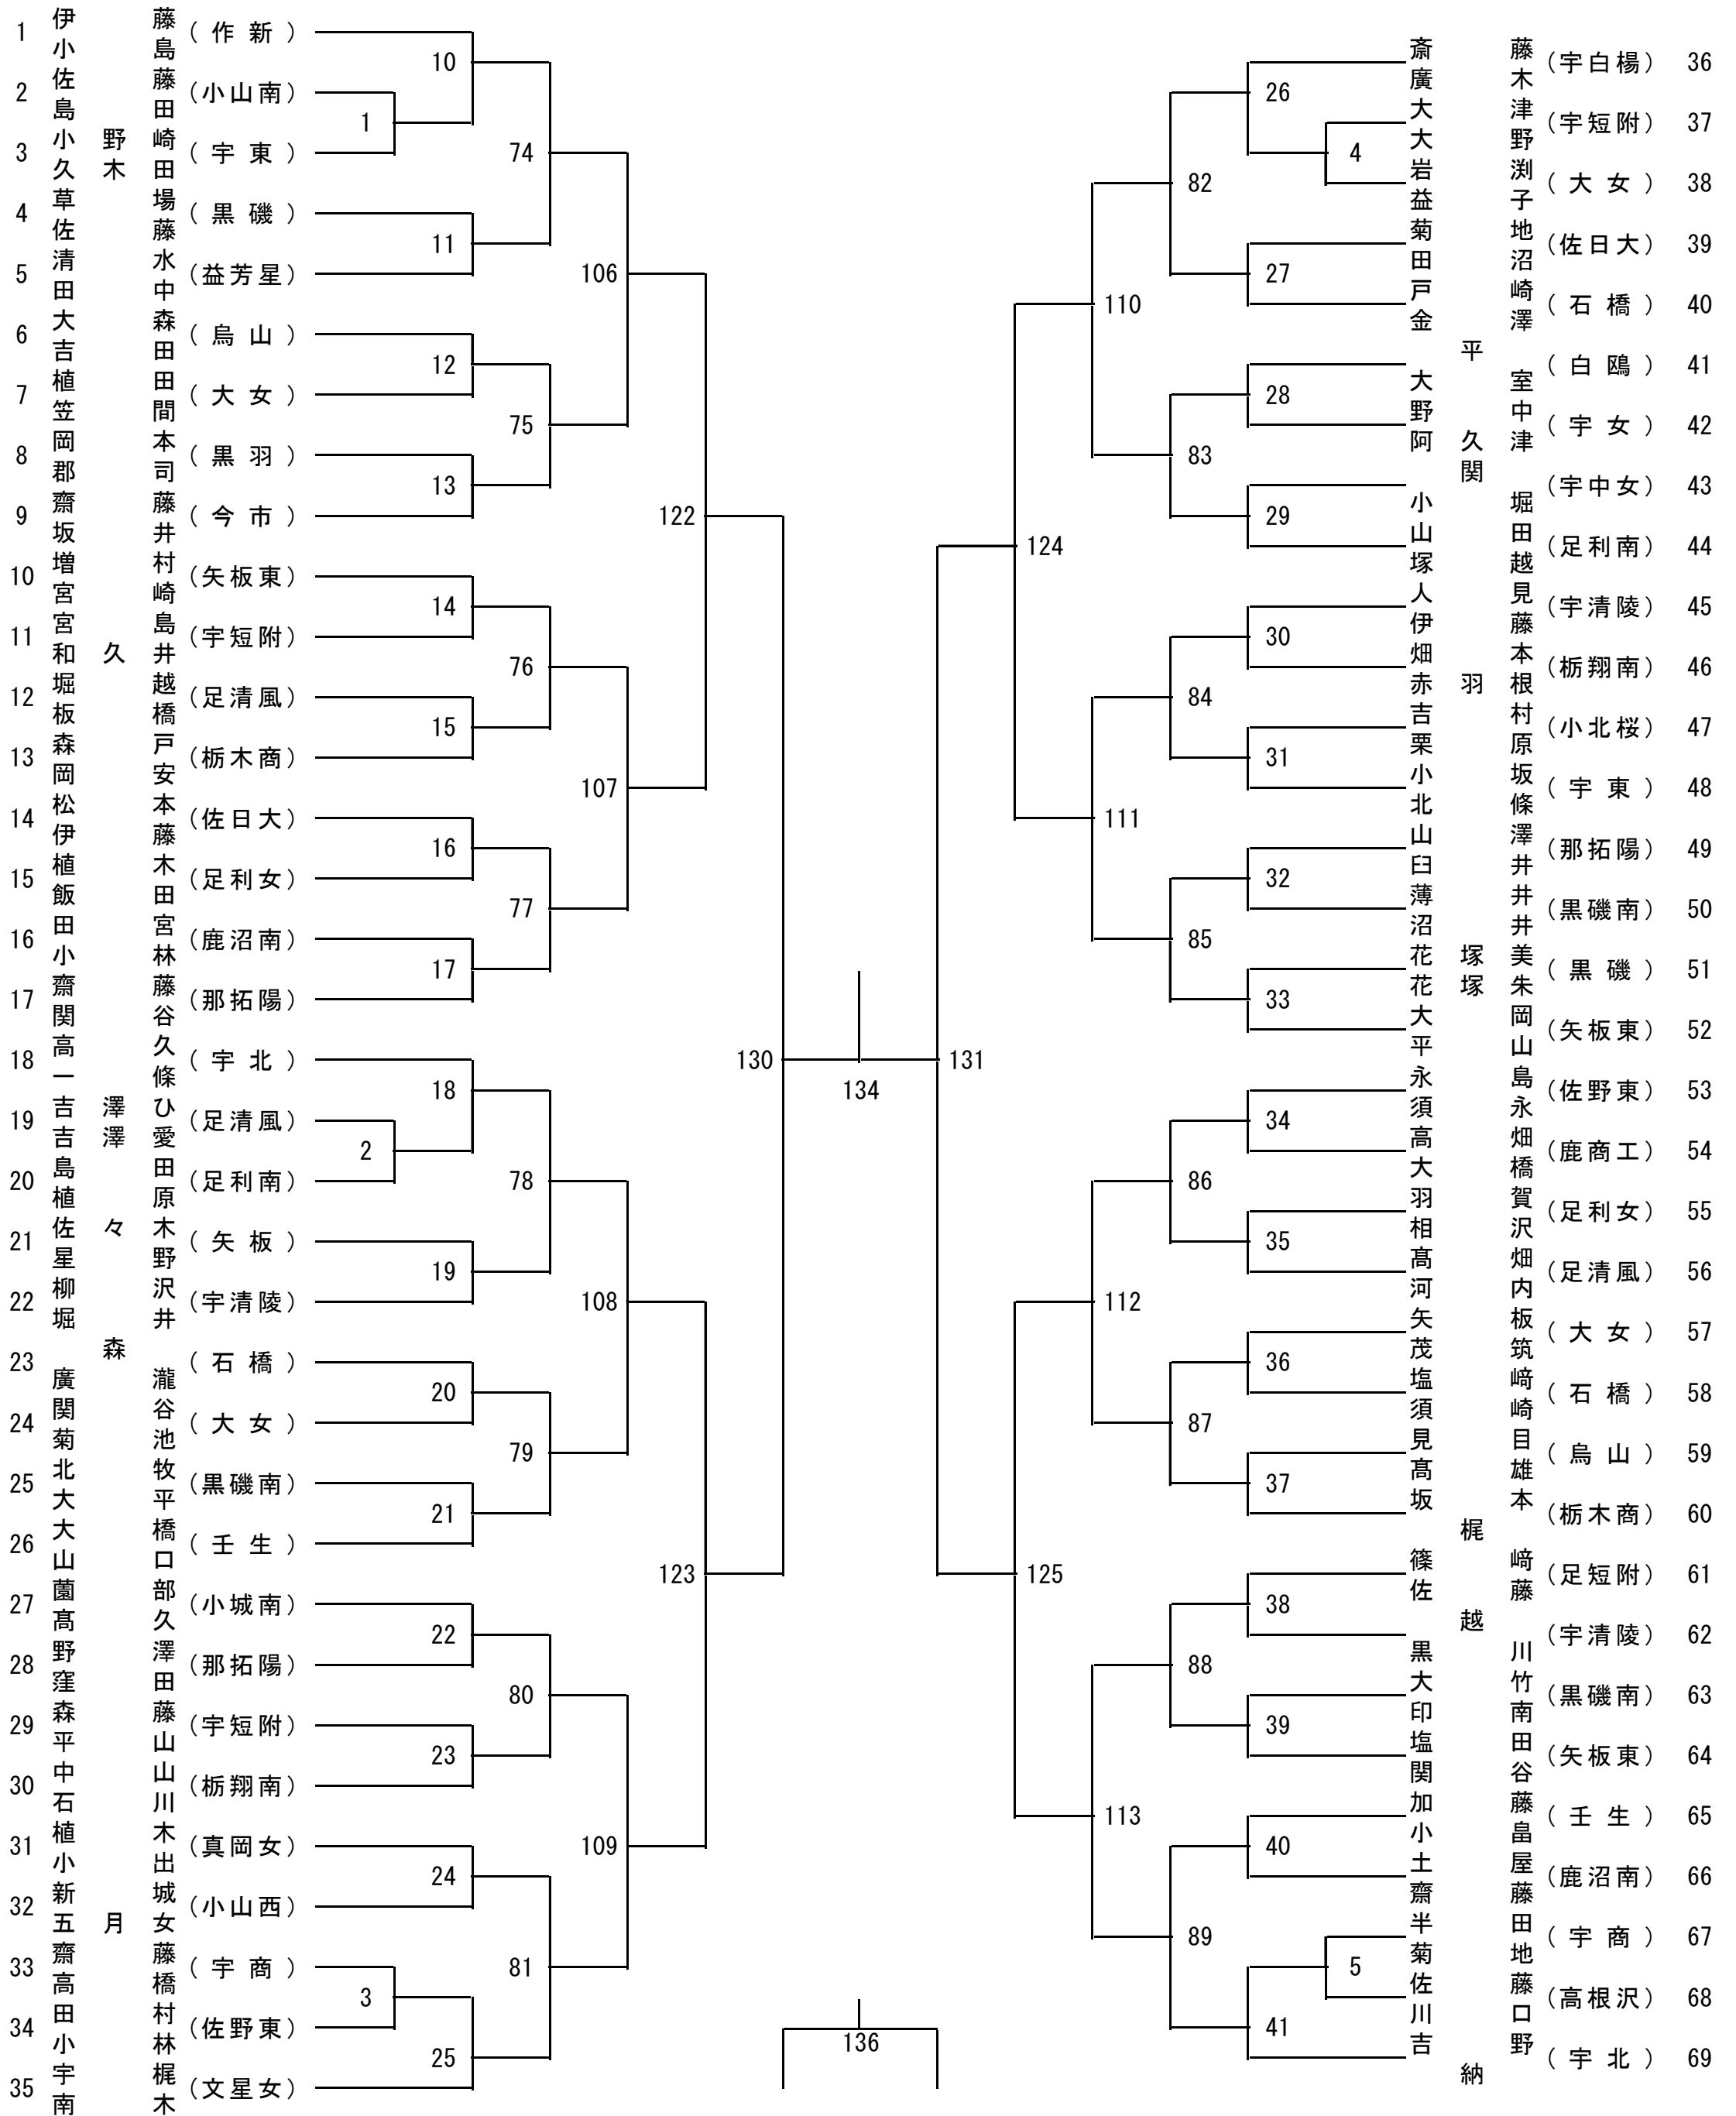 1 伊藤 小島 (作新)
2 佐藤 島田 (小山南)
3 小野崎 久木田 (宇東)
4 草場 佐藤 (黒磯)
5 清水 田中 (益芳星)
6 大森 吉田 (烏山)
7 植田 笠間 (大女)
8 岡本 郡司 (黒羽)
9 齋藤 坂井 (今市)
10 増村 宮崎 (矢板東)
11 宮島 和久井 (宇短附)
12 堀越 板橋 (足清風)
13 森戸 岡安 (栃木商)
14 松本 伊藤 (佐日大)
15 植木 飯田 (足利女)
16 田宮 小林 (鹿沼南)
17 齋藤 関谷 (那拓陽)
18 高久 一條 (宇北)
19 吉澤ひ 吉澤愛 (足清風)
20 島田 植原 (足利南)
21 佐々木 星野 (矢板)
22 柳沢 堀井 (宇清陵)
23 森 廣瀧 (石橋)
24 関谷 菊池 (大女)
25 北牧 大平 (黒磯南)
26 大橋 山口 (壬生)
27 薗部 髙久 (小城南)
28 野澤 窪田 (那拓陽)
29 森藤 平山 (宇短附)
30 中山 石川 (栃翔南)
31 植木 小出 (真岡女)
32 新城 五月女 (小山西)
33 齋藤 高橋 (宇商)
34 田村 小林 (佐野東)
35 宇梶 南木 (文星女)
1
2
3
10
11
12
13
14
15
16
17
18
19
20
21
22
23
24
25
74
75
76
77
78
79
80
81
106
107
108
109
122
123
130
134
136
131
124
125
110
111
112
113
82
83
84
85
86
87
88
89
26
27
28
29
30
31
32
33
34
35
36
37
38
39
40
41
4
5
斎藤 廣木 (宇白楊) 36
大津 大野 (宇短附) 37
岩渕 益子 (大女) 38
菊地 田沼 (佐日大) 39
戸崎 金澤 (石橋) 40
平 大室 (白鴎) 41
野中 阿久津 (宇女) 42
関 小堀 (宇中女) 43
山田 塚越 (足利南) 44
人見 伊藤 (宇清陵) 45
畑本 赤羽根 (栃翔南) 46
吉村 栗原 (小北桜) 47
小坂 北條 (宇東) 48
山澤 臼井 (那拓陽) 49
薄井 沼井 (黒磯南) 50
花塚美 花塚朱 (黒磯) 51
大岡 平山 (矢板東) 52
永島 須永 (佐野東) 53
高畑 大橋 (鹿商工) 54
羽賀 相沢 (足利女) 55
髙畑 河内 (足清風) 56
矢板 茂筑 (大女) 57
塩﨑 須崎 (石橋) 58
見目 髙雄 (烏山) 59
坂本 梶 (栃木商) 60
篠﨑 佐藤 (足短附) 61
越 黒川 (宇清陵) 62
大竹 印南 (黒磯南) 63
塩田 関谷 (矢板東) 64
加藤 小畠 (壬生) 65
土屋 齋藤 (鹿沼南) 66
半田 菊地 (宇商) 67
佐藤 川口 (高根沢) 68
吉野 納 (宇北) 69